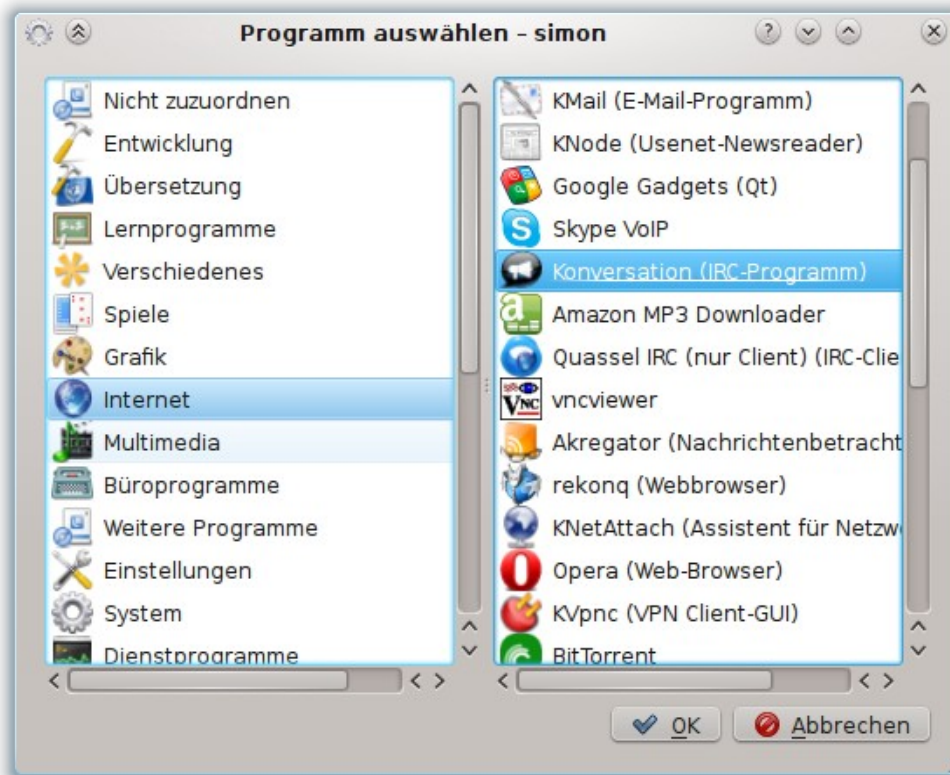 Programm auswählen – simon
Nicht zuzuordnen
Entwicklung
Übersetzung
Lernprogramme
Verschiedenes
Spiele
Grafik
Internet
Multimedia
Büroprogramme
Weitere Programme
Einstellungen
System
Dienstprogramme
KMail (E-Mail-Programm)
KNode (Usenet-Newsreader)
Google Gadgets (Qt)
Skype VoIP
Konversation (IRC-Programm)
Amazon MP3 Downloader
Quassel IRC (nur Client) (IRC-Clie
VNC vncviewer
Akregator (Nachrichtenbetracht
rekonq (Webbrowser)
KNetAttach (Assistent für Netzw
Opera (Web-Browser)
KVpnc (VPN Client-GUI)
BitTorrent
OK
Abbrechen